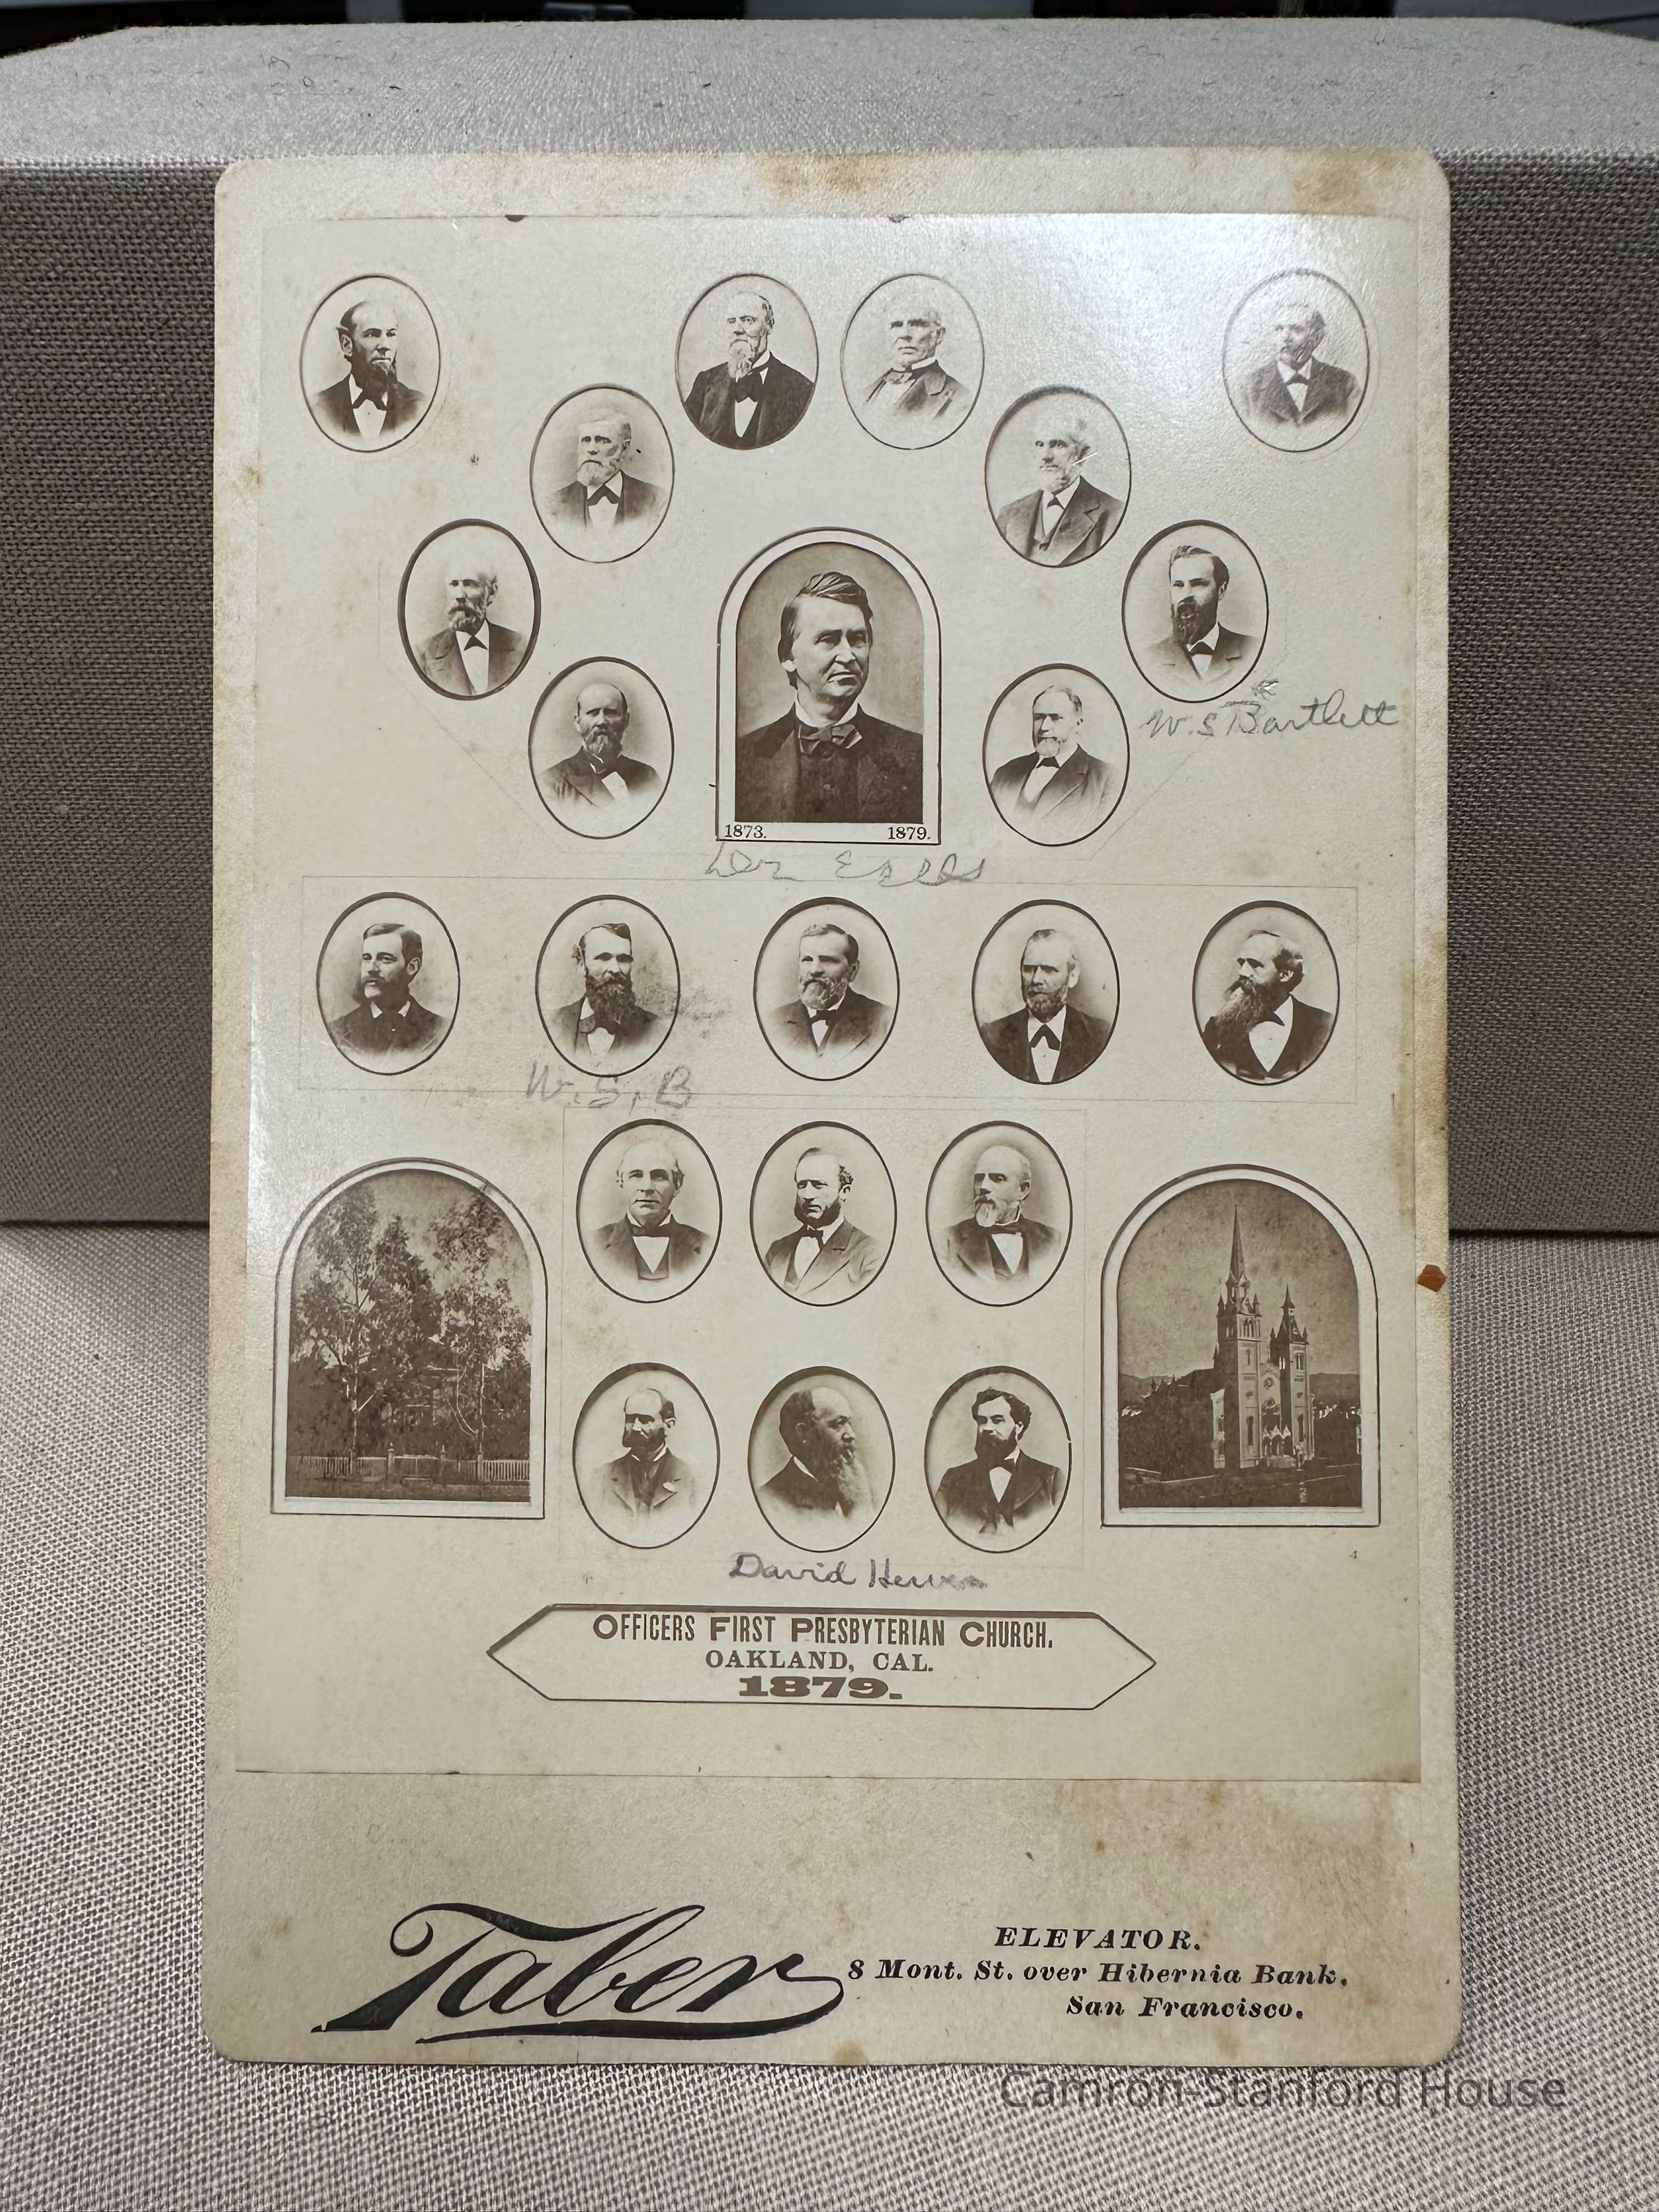 W.S Bartlett
1873. 1879.
Dr Eells
W. S. B
David Hewes
OFFICERS FIRST PRESBYTERIAN CHURCH.
OAKLAND, CAL.
1879.
Taber
ELEVATOR.
8 Mont. St. over Hibernia Bank.
San Francisco.
Camron-Stanford House